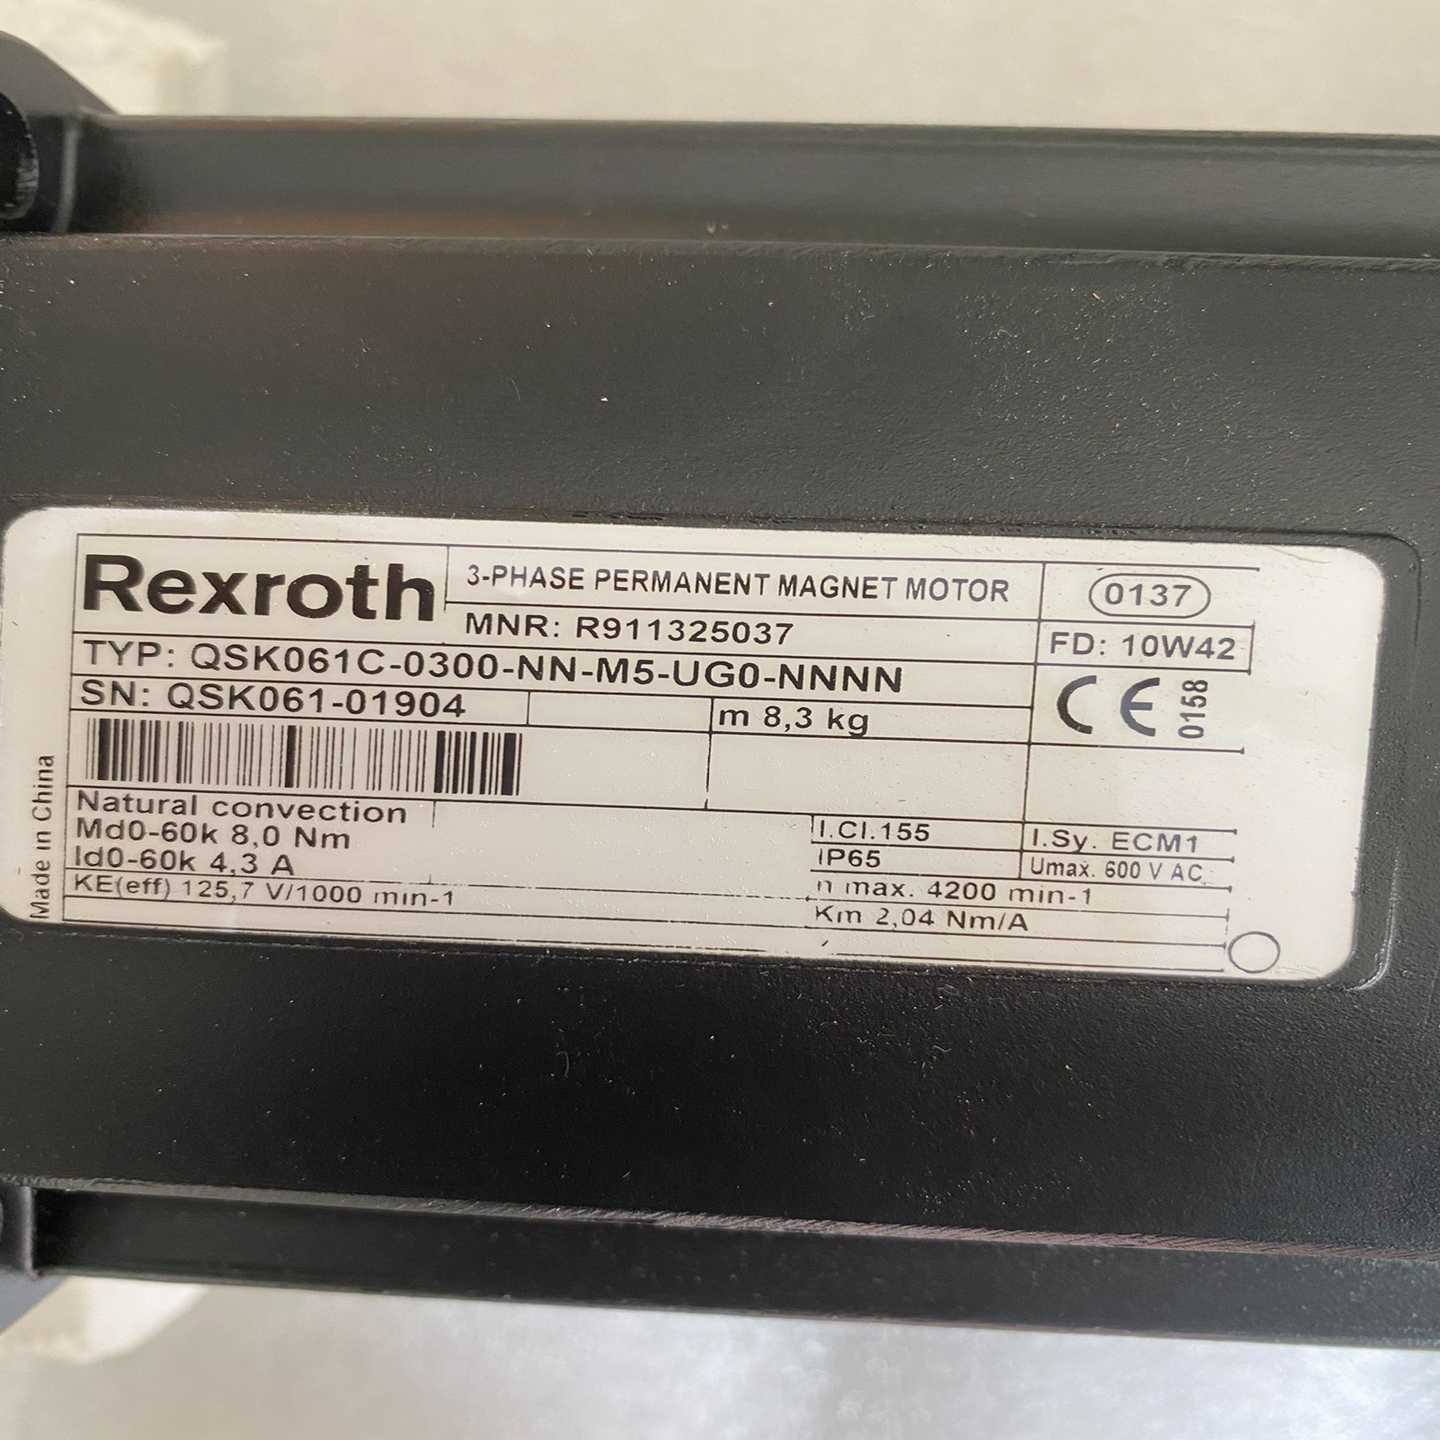 Rexroth
3-PHASE PERMANENT MAGNET MOTOR
0137
MNR: R911325037
FD: 10W42
TYP: QSK061C-0300-NN-M5-UG0-NNNN
SN: QSK061-01904
m 8,3 kg
CE 0158
Made in China
Natural convection
Md0-60k 8,0 Nm
I.Cl.155
I.Sy. ECM1
Id0-60k 4,3 A
IP65
Umax. 600 V AC
KE(eff) 125,7 V/1000 min-1
n max. 4200 min-1
Km 2,04 Nm/A